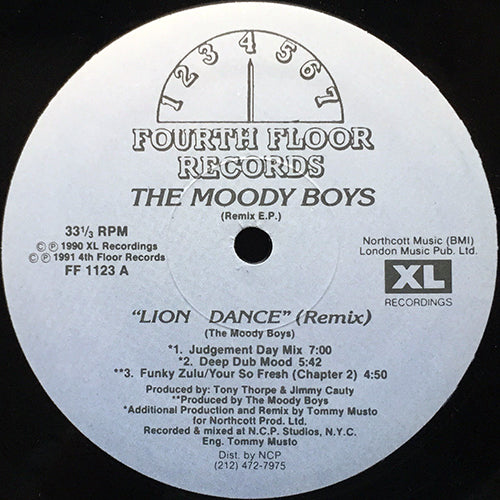 1 2 3 4 5 6 7
FOURTH FLOOR
RECORDS
THE MOODY BOYS
(Remix E.P.)
33 1/3 RPM
© ℗ 1990 XL Recordings
© ℗ 1991 4th Floor Records
FF 1123 A
Northcott Music (BMI)
London Music Pub. Ltd.
XL
RECORDINGS
"LION DANCE" (Remix)
(The Moody Boys)
*1. Judgement Day Mix 7:00
*2. Deep Dub Mood 5:42
**3. Funky Zulu/Your So Fresh (Chapter 2) 4:50
Produced by: Tony Thorpe & Jimmy Cauty
**Produced by The Moody Boys
*Additional Production and Remix by Tommy Musto
for Northcott Prod. Ltd.
Recorded & mixed at N.C.P. Studios, N.Y.C.
Eng. Tommy Musto
Dist. by NCP
(212) 472-7975